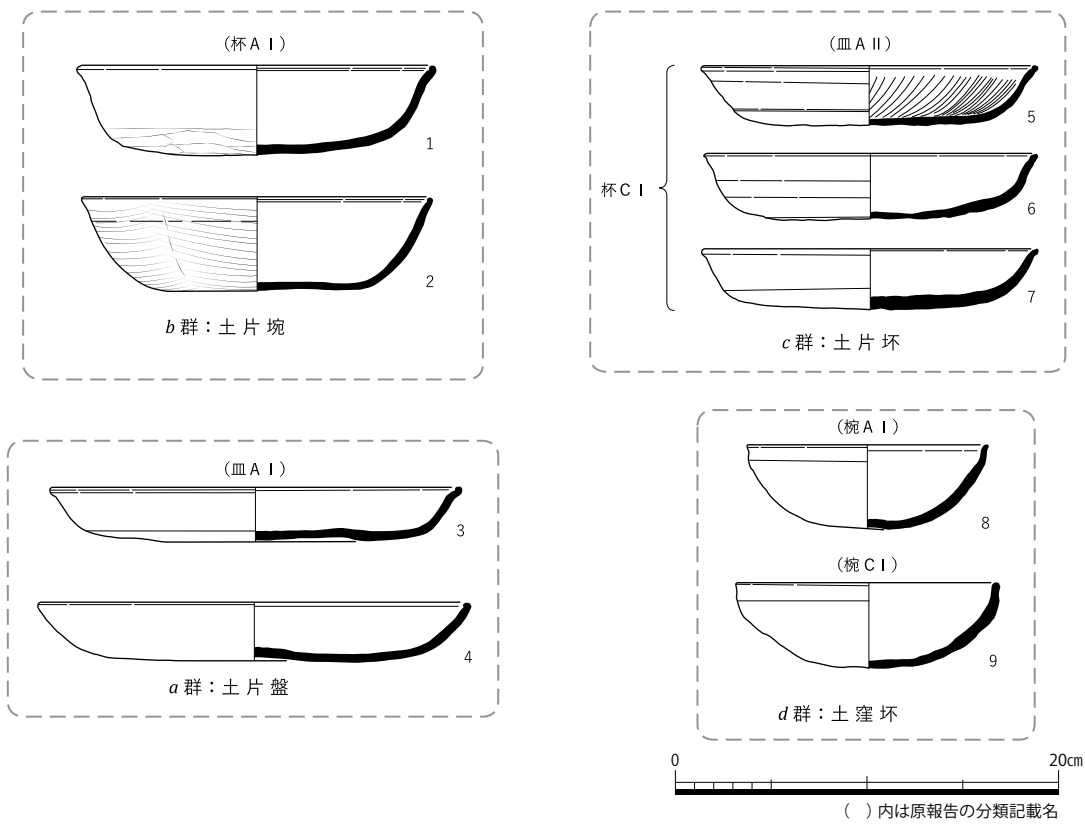 (杯AⅠ)
1
2
b群：土片埦
(皿AⅡ)
杯CⅠ
5
6
7
c群：土片坏
(皿AⅠ)
3
4
a群：土片盤
(椀AⅠ)
8
(椀CⅠ)
9
d群：土窪坏
0 20cm
(　)内は原報告の分類記載名